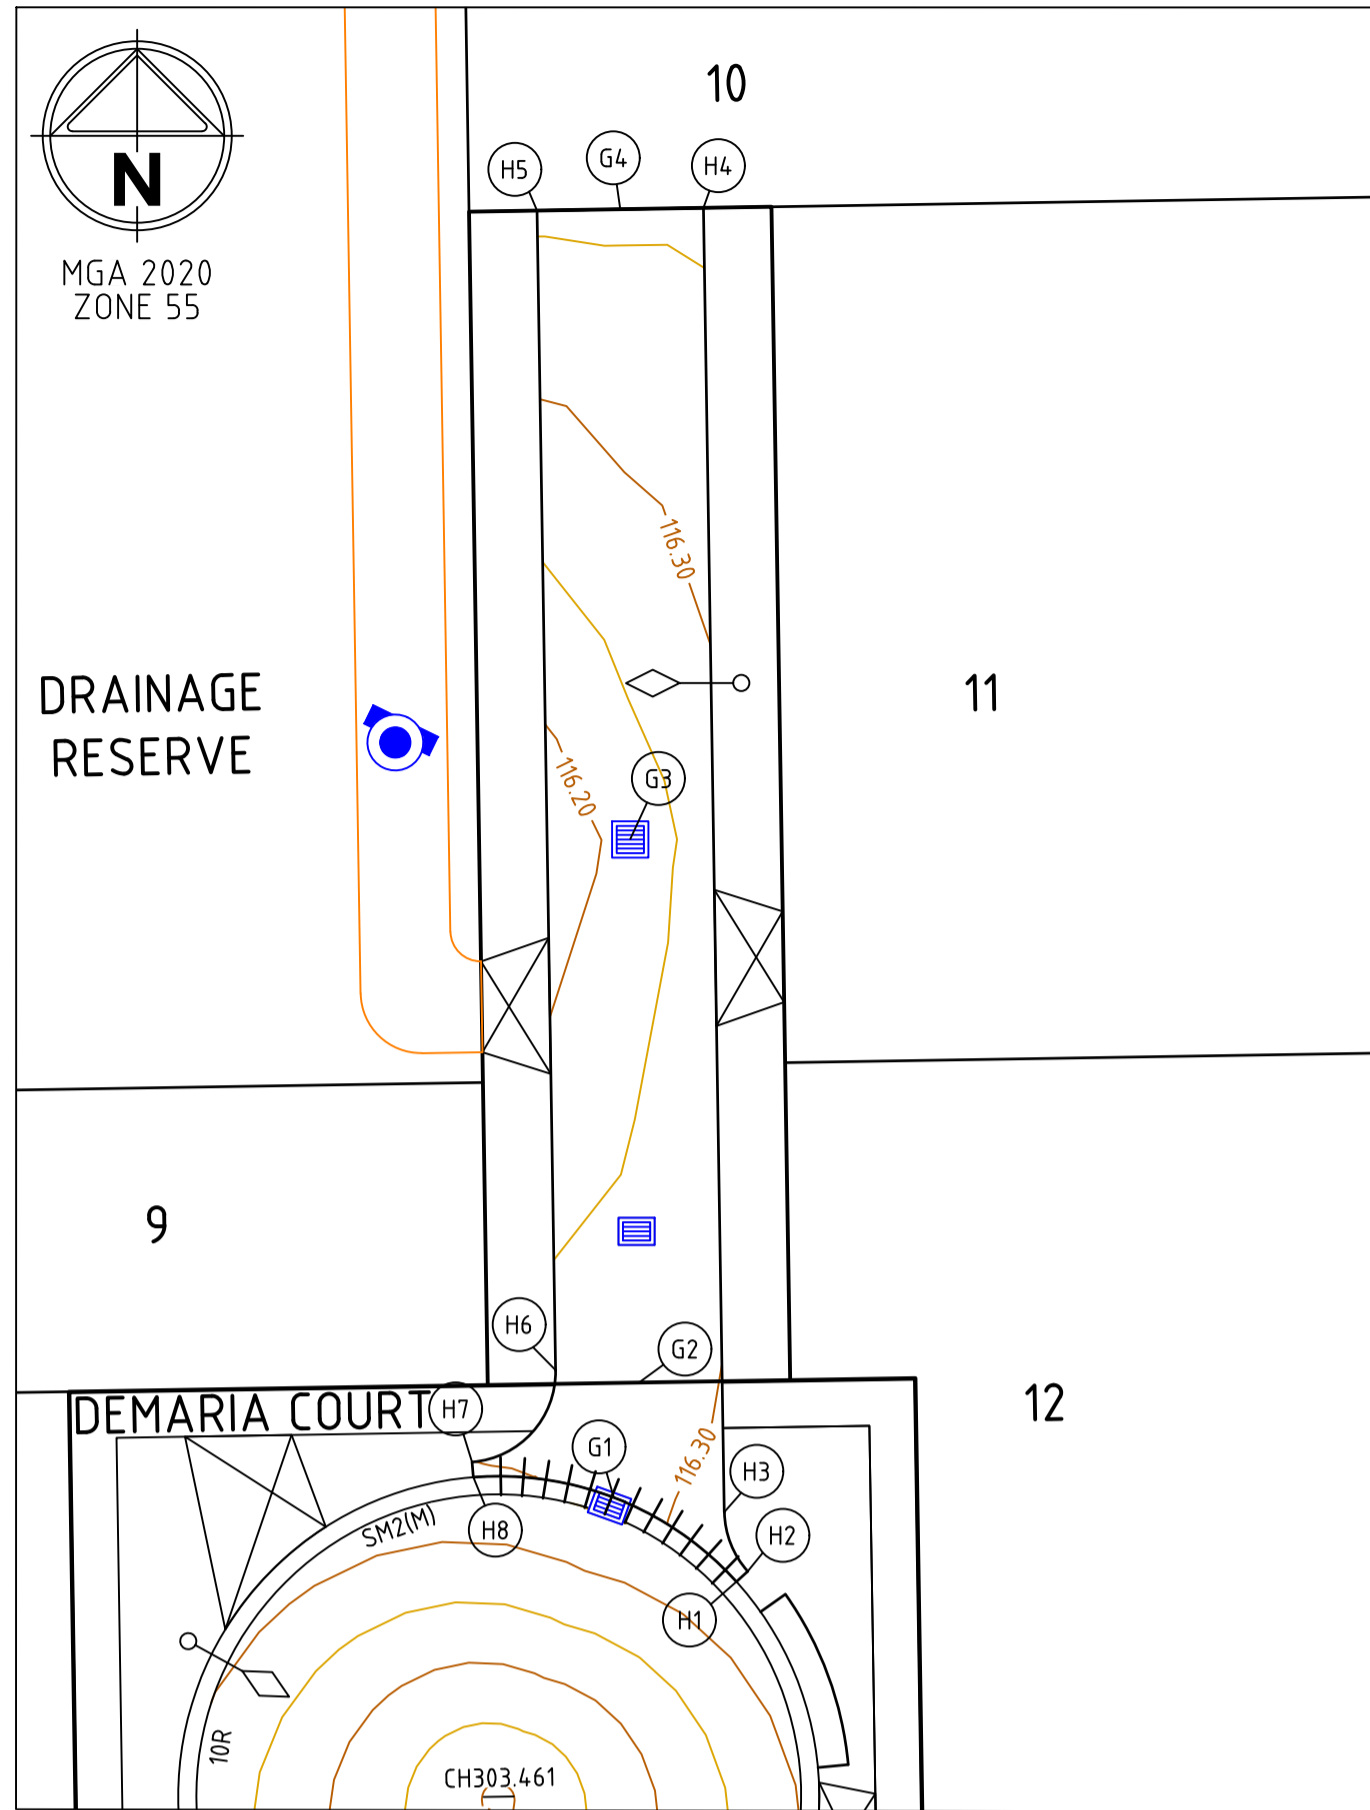 10
H5
G4
H4
N
MGA 2020
ZONE 55
116.30
DRAINAGE
RESERVE
11
116.20
G3
9
H6
G2
DEMARIA COURT
H7
12
G1
116.30
H3
SM2(M)
H8
H2
H1
10R
CH303.461